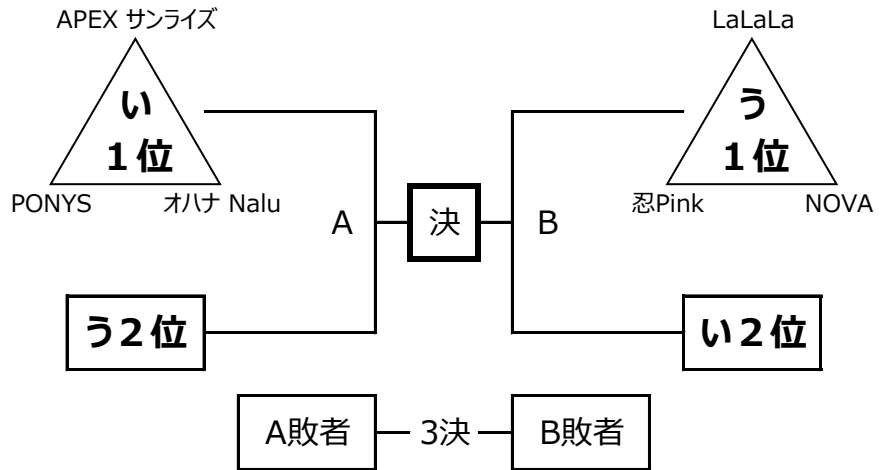 APEX サンライズ
LaLaLa
い
1位
う
1位
PONYS
オハナ Nalu
忍Pink
NOVA
A
決
B
う2位
い2位
A敗者
3決
B敗者